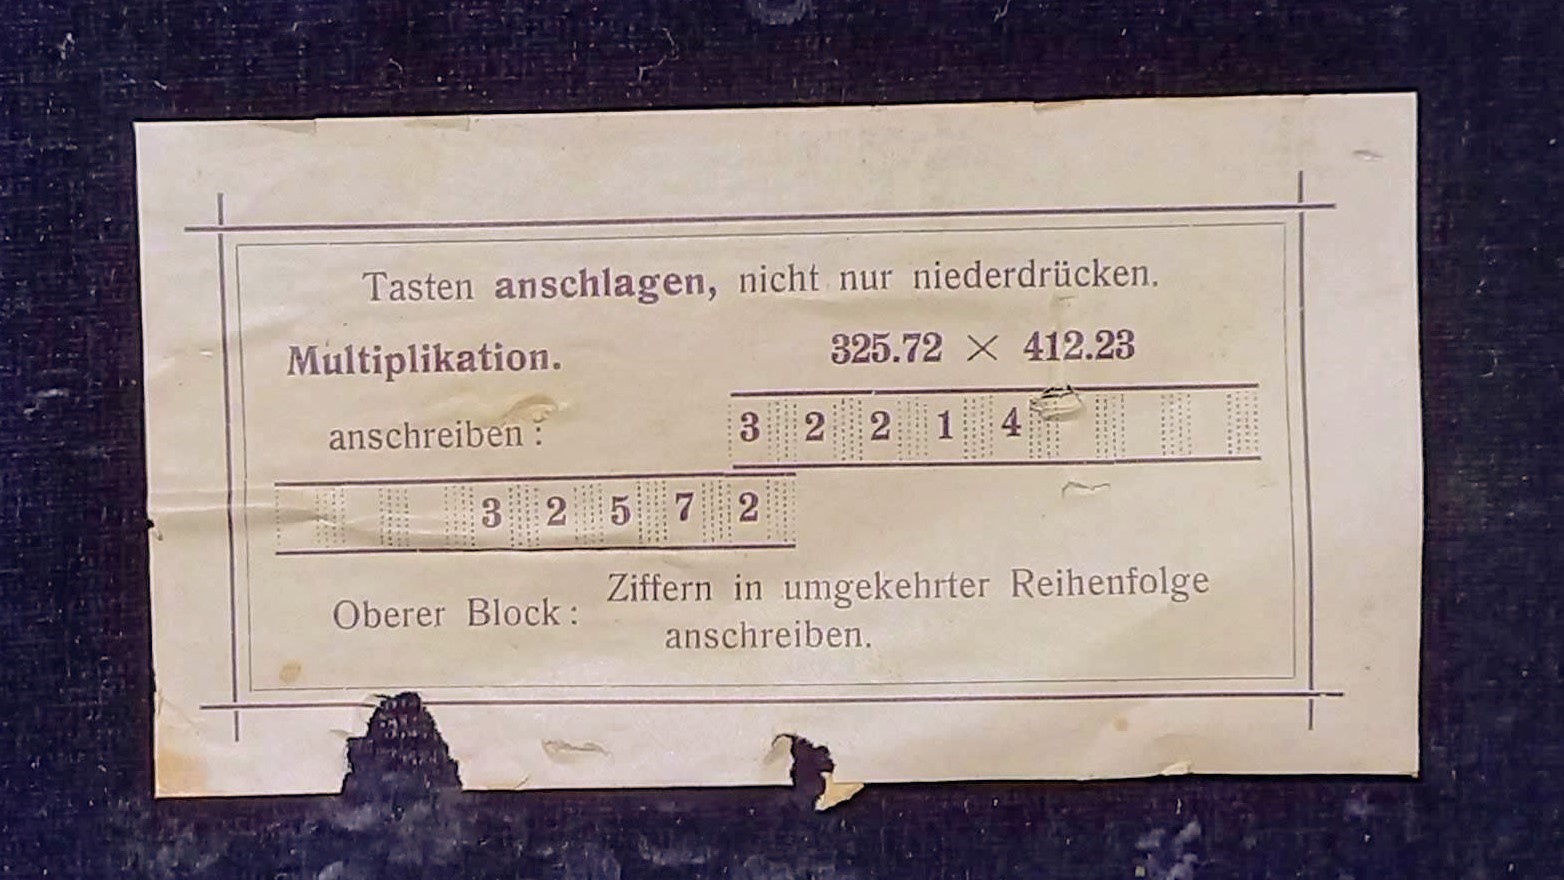 Tasten anschlagen, nicht nur niederdrücken.
Multiplikation. 325.72 × 412.23
anschreiben: 3 2 2 1 4
3 2 5 7 2
Oberer Block: Ziffern in umgekehrter Reihenfolge
anschreiben.